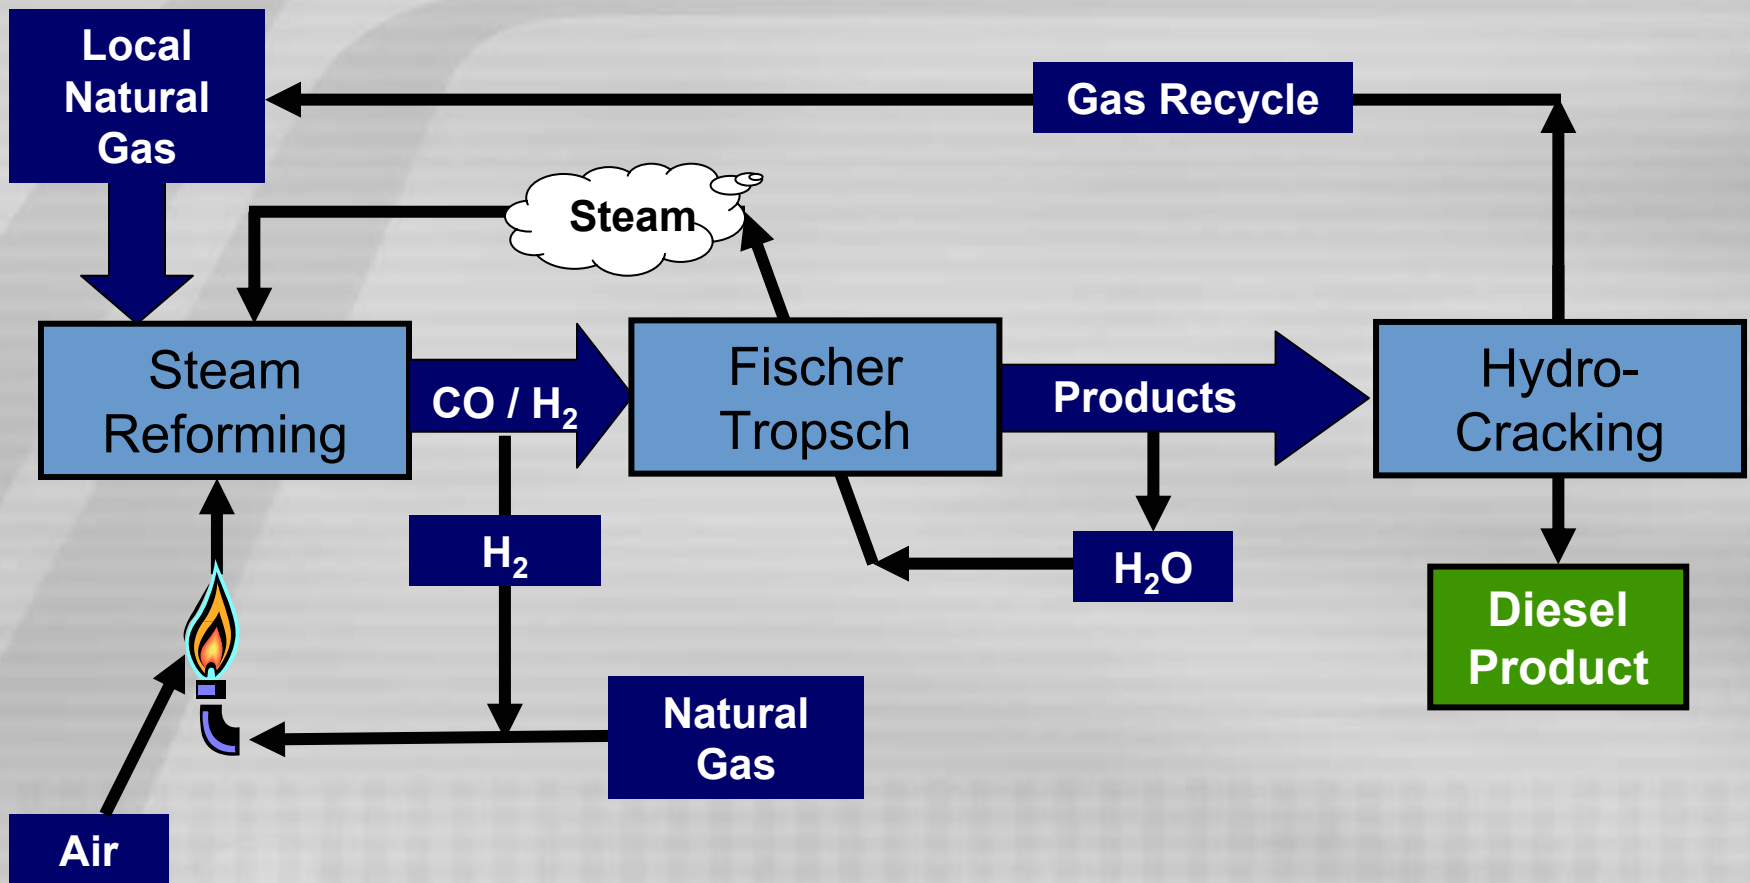 Local
Natural
Gas
Gas Recycle
Steam
Steam
Reforming
CO / H₂
Fischer
Tropsch
Products
Hydro-
Cracking
H₂
H₂O
Diesel
Product
Natural
Gas
Air